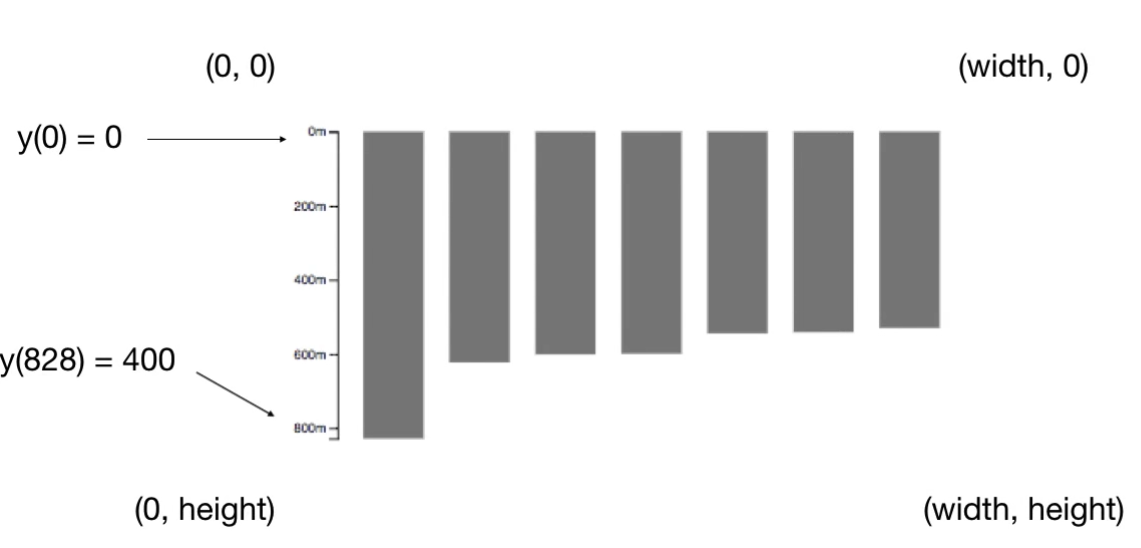 (0, 0)
(width, 0)
y(0) = 0
0m
200m
400m
600m
y(828) = 400
800m
(0, height)
(width, height)